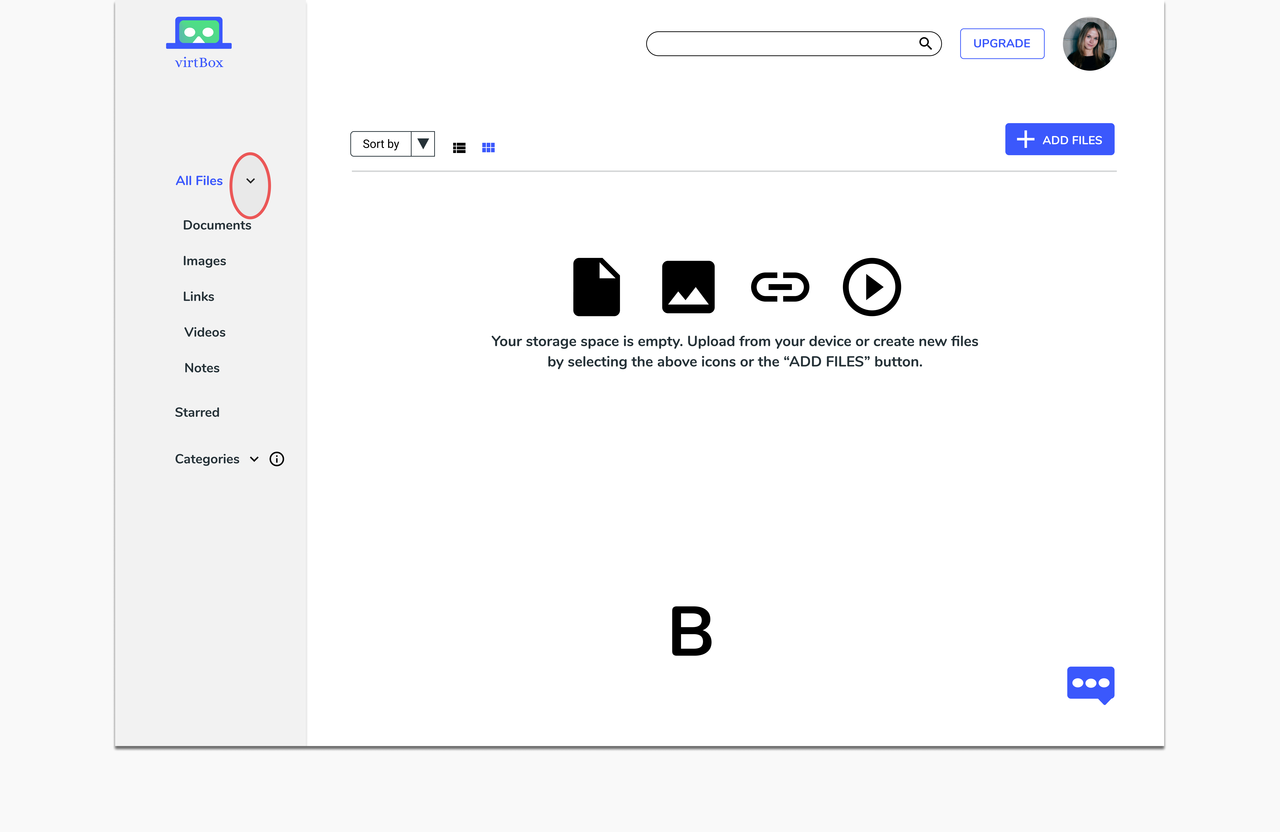 virtBox
UPGRADE
Sort by
ADD FILES
All Files
Documents
Images
Links
Videos
Notes
Starred
Categories
Your storage space is empty. Upload from your device or create new files
by selecting the above icons or the “ADD FILES” button.
B